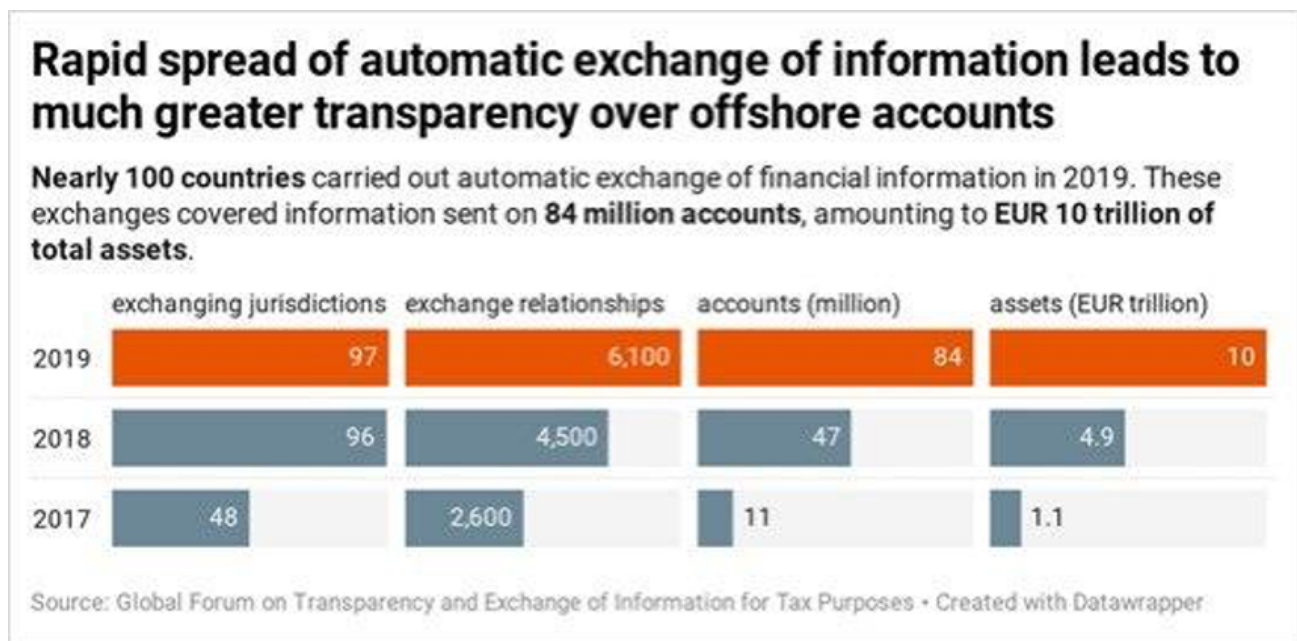 Rapid spread of automatic exchange of information leads to
much greater transparency over offshore accounts
Nearly 100 countries carried out automatic exchange of financial information in 2019. These
exchanges covered information sent on 84 million accounts, amounting to EUR 10 trillion of
total assets.
exchanging jurisdictions exchange relationships accounts (million) assets (EUR trillion)
2019 97 6,100 84 10
2018 96 4,500 47 4.9
2017 48 2,600 11 1.1
Source: Global Forum on Transparency and Exchange of Information for Tax Purposes • Created with Datawrapper